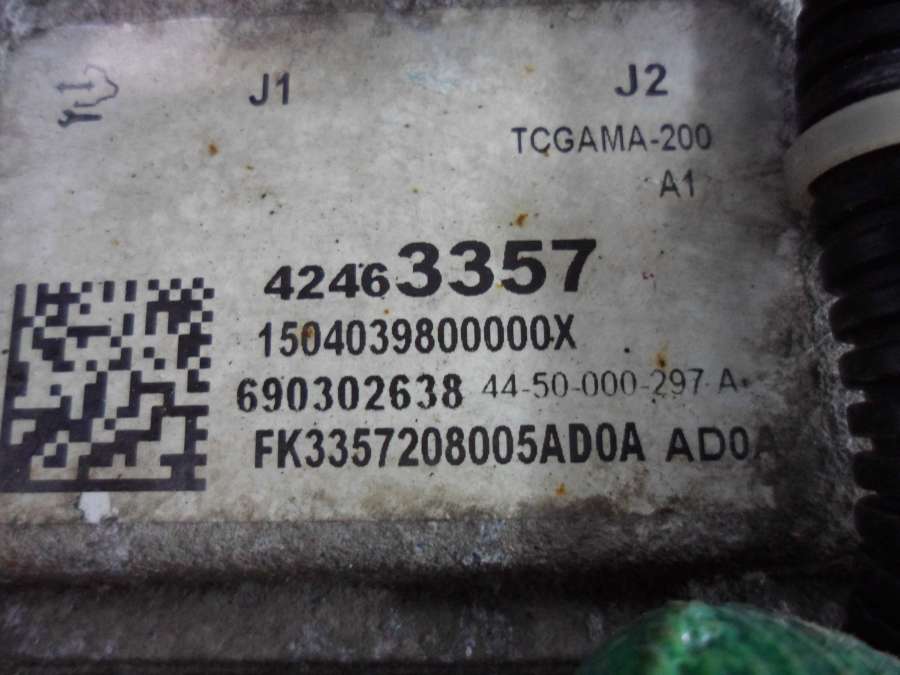 J1 J2
TCGAMA-200
A1
42463357
1504039800000X
690302638 44-50-000-297-A
FK3357208005AD0A AD0A